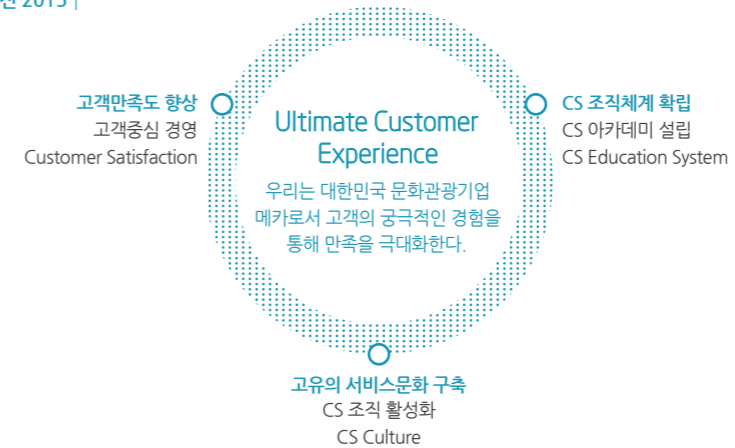 2015 |
고객만족도 향상
고객중심 경영
Customer Satisfaction
Ultimate Customer
Experience
우리는 대한민국 문화관광기업
메카로서 고객의 궁극적인 경험을
통해 만족을 극대화한다.
CS 조직체계 확립
CS 아카데미 설립
CS Education System
고유의 서비스문화 구축
CS 조직 활성화
CS Culture